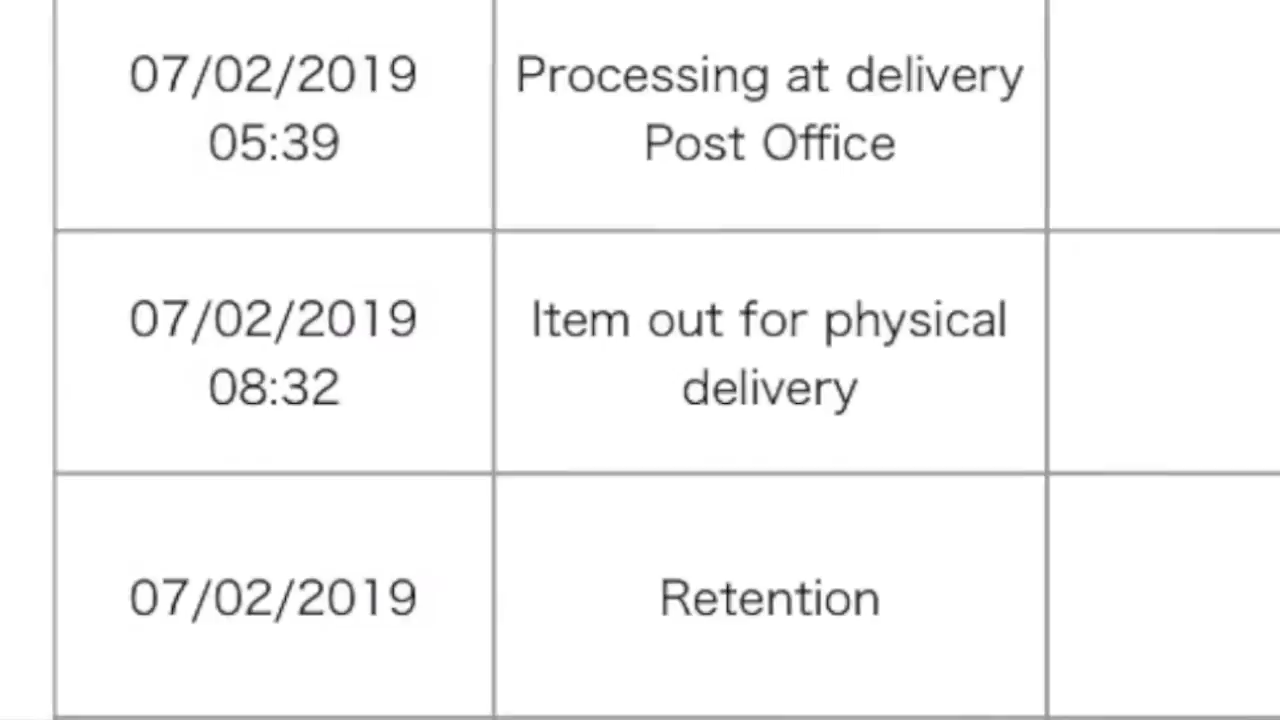 07/02/2019
05:39
Processing at delivery
Post Office
07/02/2019
08:32
Item out for physical
delivery
07/02/2019
Retention